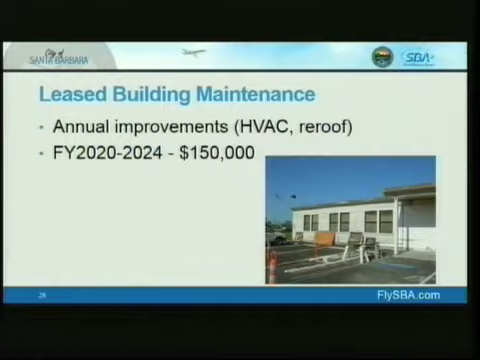 City of
SANTA BARBARA
SBA
Leased Building Maintenance
• Annual improvements (HVAC, reroof)
• FY2020-2024 - $150,000
26
FlySBA.com